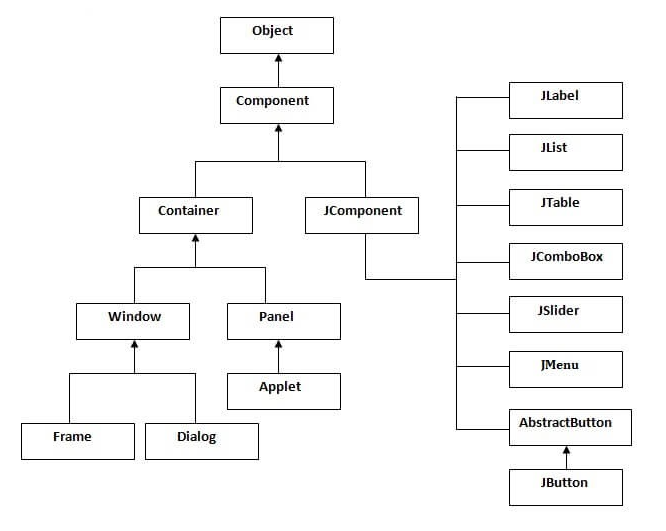 Object
Component
Container
JComponent
Window
Panel
Applet
Frame
Dialog
JLabel
JList
JTable
JComboBox
JSlider
JMenu
AbstractButton
JButton